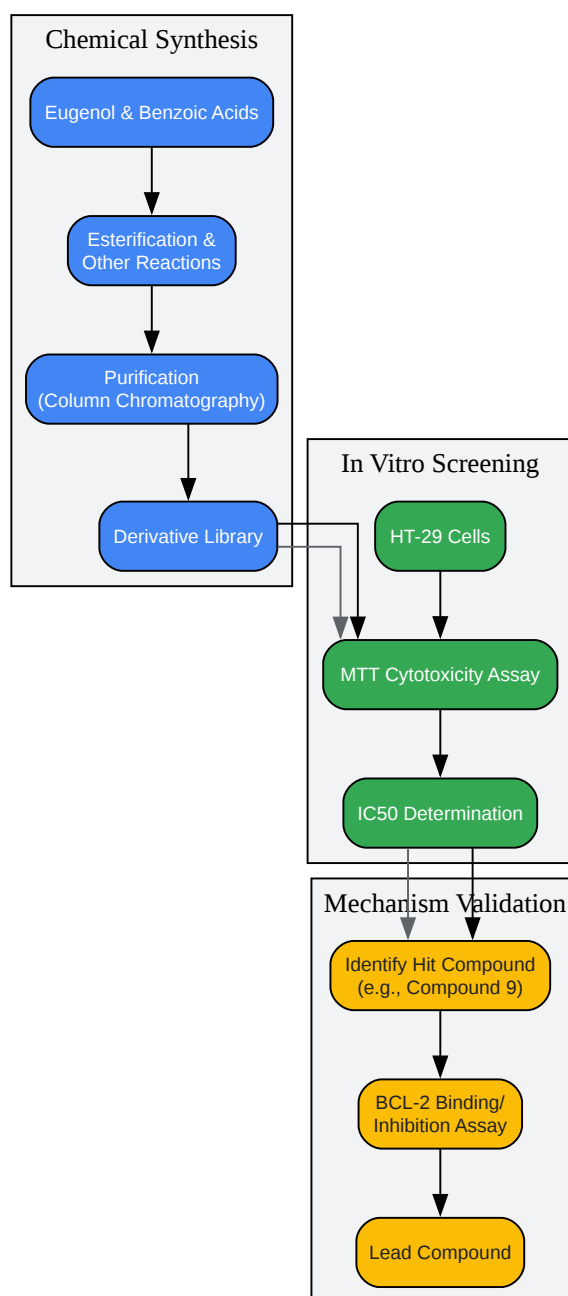 Chemical Synthesis
Eugenol & Benzoic Acids
Esterification &
Other Reactions
Purification
(Column Chromatography)
Derivative Library
In Vitro Screening
HT-29 Cells
MTT Cytotoxicity Assay
IC50 Determination
Mechanism Validation
Identify Hit Compound
(e.g., Compound 9)
BCL-2 Binding/
Inhibition Assay
Lead Compound